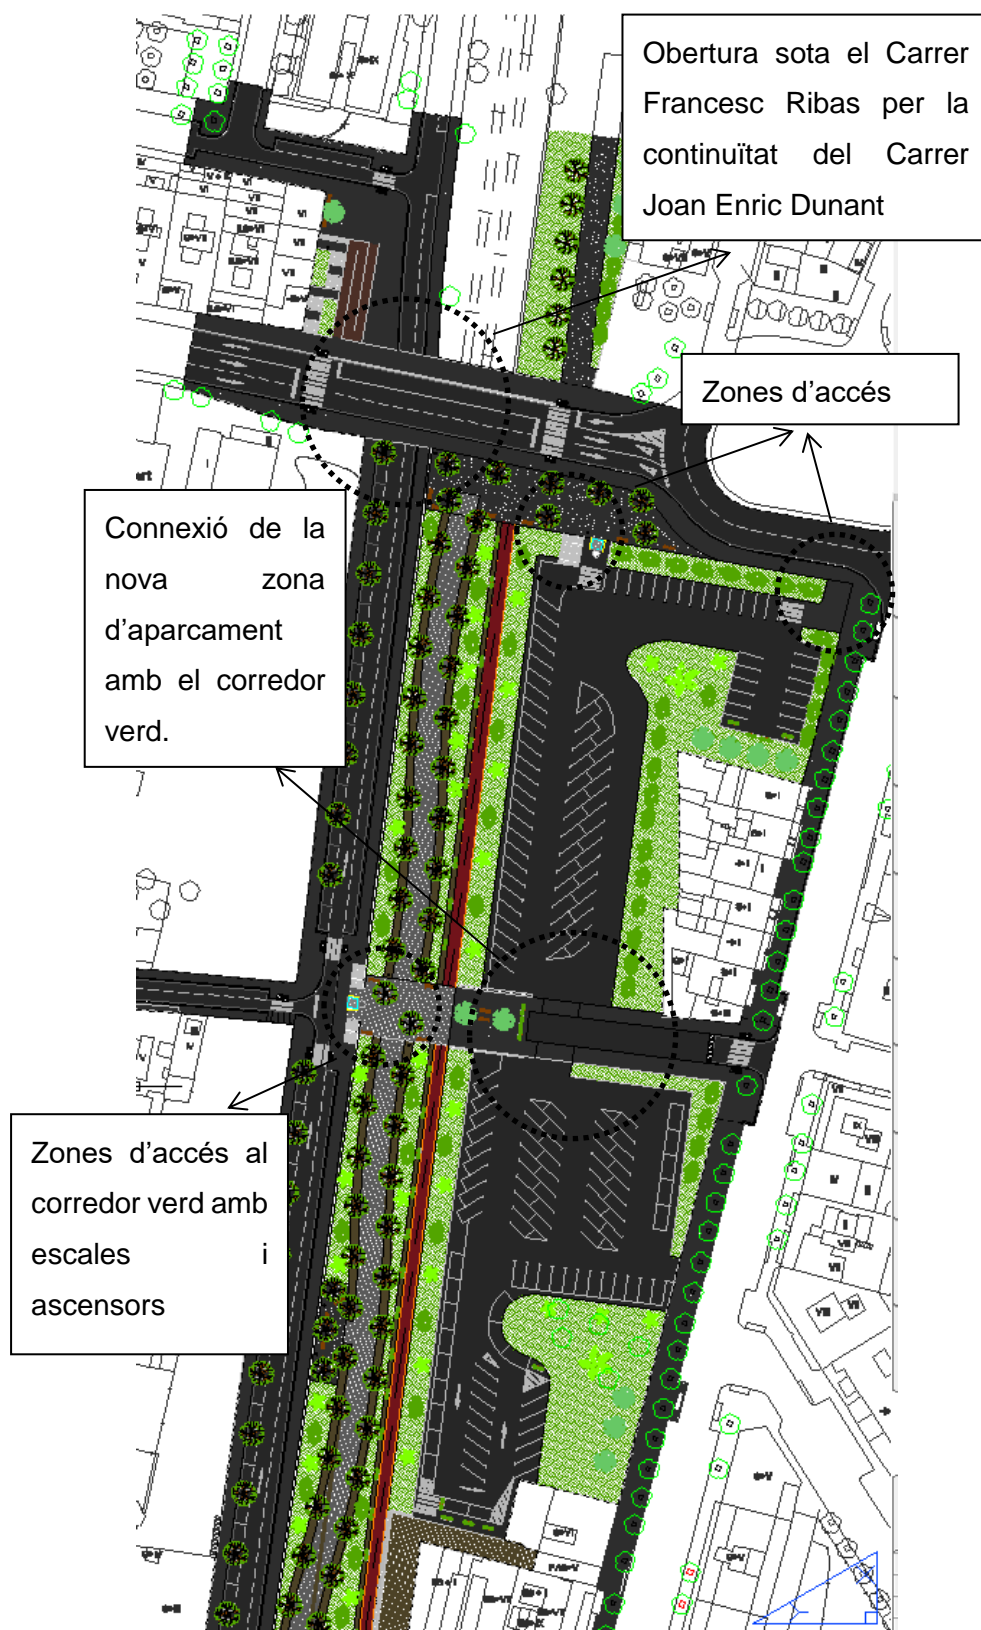 Obertura sota el Carrer
Francesc Ribas per la
continuïtat del Carrer
Joan Enric Dunant
Zones d’accés
Connexió de la
nova zona
d’aparcament
amb el corredor
verd.
Zones d’accés al
corredor verd amb
escales i
ascensors